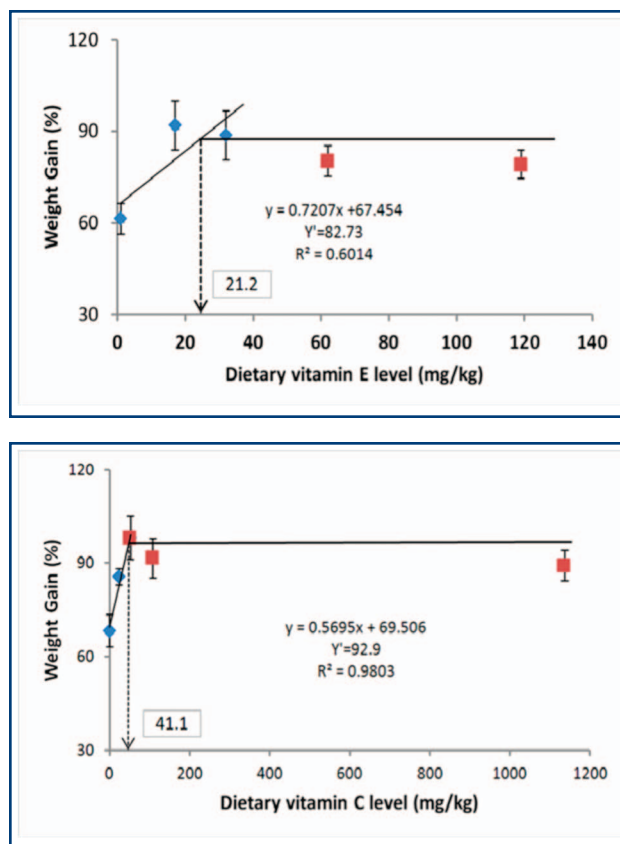 120
90
60
30
Weight Gain (%)
y = 0.7207x +67.454
Y'=82.73
R² = 0.6014
21.2
0 20 40 60 80 100 120 140
Dietary vitamin E level (mg/kg)
120
90
60
30
Weight Gain (%)
y = 0.5695x + 69.506
Y'=92.9
R² = 0.9803
41.1
0 200 400 600 800 1000 1200
Dietary vitamin C level (mg/kg)